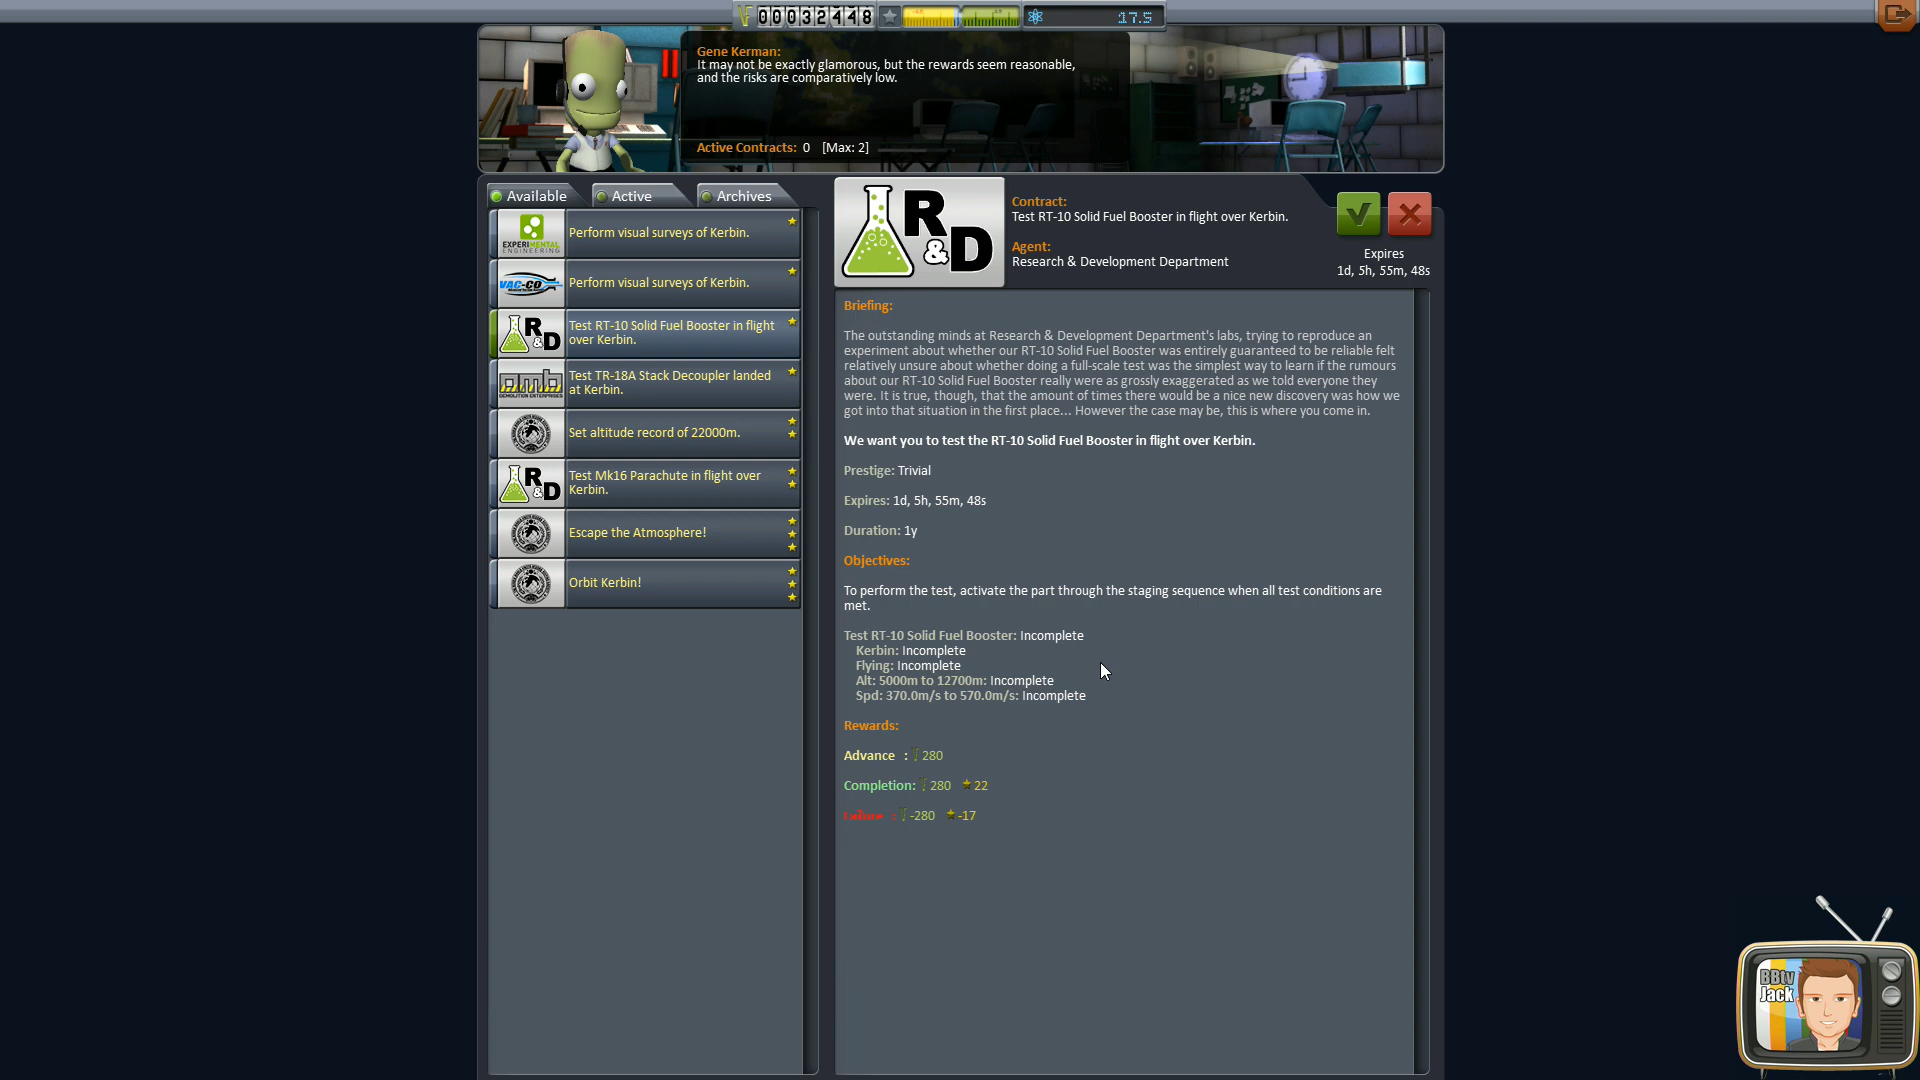 00032448
17.5
Gene Kerman:
It may not be exactly glamorous, but the rewards seem reasonable,
and the risks are comparatively low.
Active Contracts: 0 [Max: 2]
Available
Active
Archives
EXPERIMENTAL
ENGINEERING
Perform visual surveys of Kerbin.
VAC-CO
Perform visual surveys of Kerbin.
R&D
Test RT-10 Solid Fuel Booster in flight
over Kerbin.
OMB
DEMOLITION ENTERPRISES
Test TR-18A Stack Decoupler landed
at Kerbin.
Set altitude record of 22000m.
R&D
Test Mk16 Parachute in flight over
Kerbin.
Escape the Atmosphere!
Orbit Kerbin!
R&D
Contract:
Test RT-10 Solid Fuel Booster in flight over Kerbin.
Agent:
Research & Development Department
Expires
1d, 5h, 55m, 48s
Briefing:
The outstanding minds at Research & Development Department's labs, trying to reproduce an
experiment about whether our RT-10 Solid Fuel Booster was entirely guaranteed to be reliable felt
relatively unsure about whether doing a full-scale test was the simplest way to learn if the rumours
about our RT-10 Solid Fuel Booster really were as grossly exaggerated as we told everyone they
were. It is true, though, that the amount of times there would be a nice new discovery was how we
got into that situation in the first place... However the case may be, this is where you come in.
We want you to test the RT-10 Solid Fuel Booster in flight over Kerbin.
Prestige: Trivial
Expires: 1d, 5h, 55m, 48s
Duration: 1y
Objectives:
To perform the test, activate the part through the staging sequence when all test conditions are
met.
Test RT-10 Solid Fuel Booster: Incomplete
Kerbin: Incomplete
Flying: Incomplete
Alt: 5000m to 12700m: Incomplete
Spd: 370.0m/s to 570.0m/s: Incomplete
Rewards:
Advance : 280
Completion: 280 22
Failure : -280 -17
BBtv
Jack